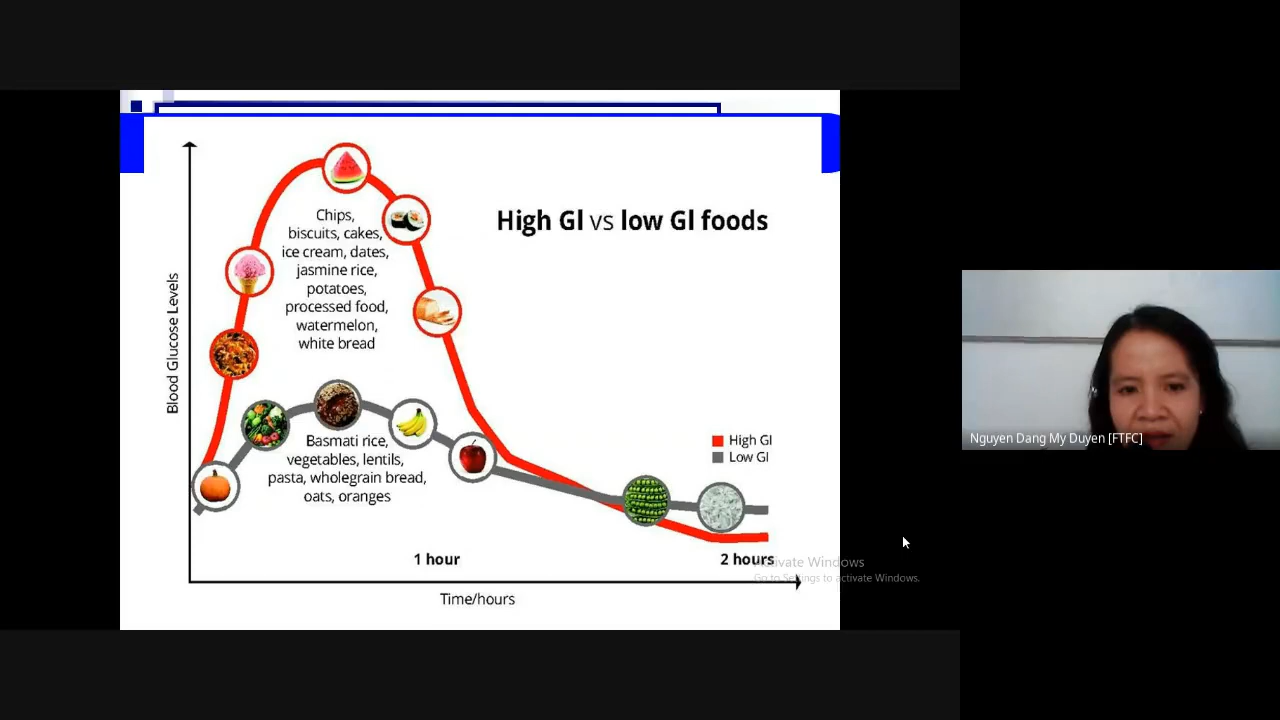 High GI vs low GI foods
Chips,
biscuits, cakes,
ice cream, dates,
jasmine rice,
potatoes,
processed food,
watermelon,
white bread
Blood Glucose Levels
Basmati rice,
vegetables, lentils,
pasta, wholegrain bread,
oats, oranges
High GI
Low GI
1 hour
2 hours
Time/hours
Activate Windows
Go to Settings to activate Windows.
Nguyen Dang My Duyen [FTFC]